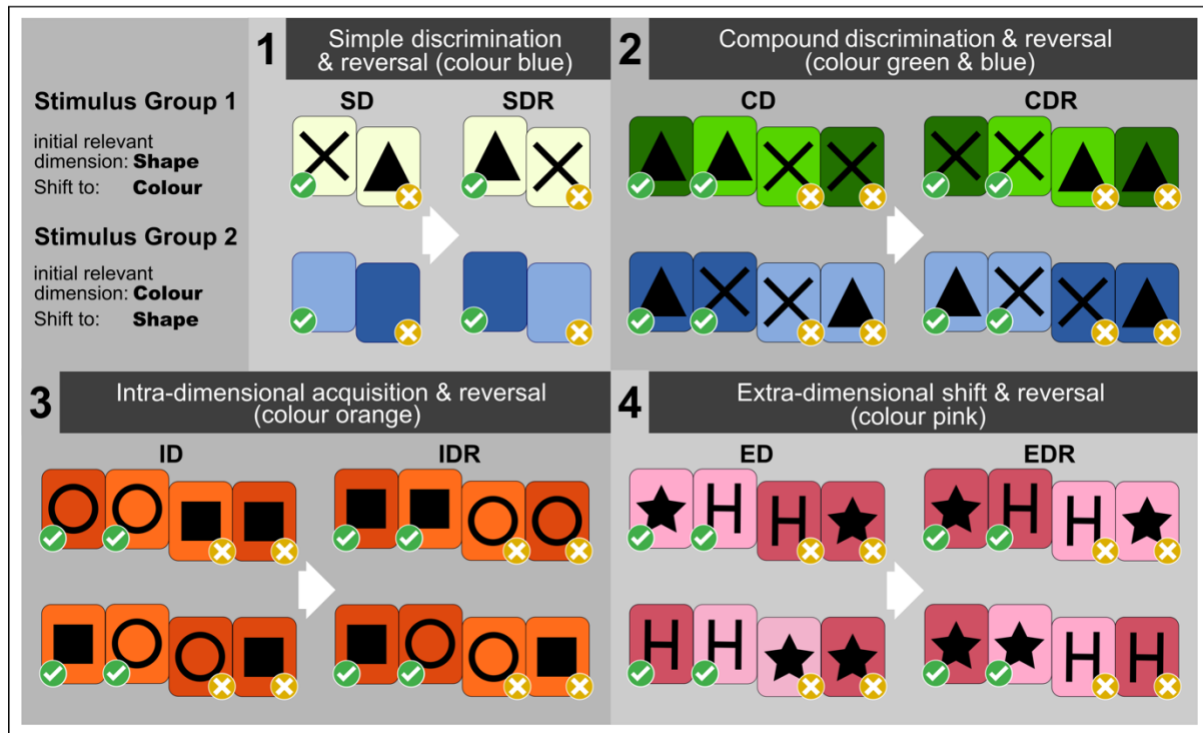 1
Simple discrimination
& reversal (colour blue)
2
Compound discrimination & reversal
(colour green & blue)
Stimulus Group 1
initial relevant
dimension: Shape
Shift to: Colour
SD
SDR
CD
CDR
Stimulus Group 2
initial relevant
dimension: Colour
Shift to: Shape
3
Intra-dimensional acquisition & reversal
(colour orange)
4
Extra-dimensional shift & reversal
(colour pink)
ID
IDR
ED
EDR
H
H
H
H
H
H
H
H